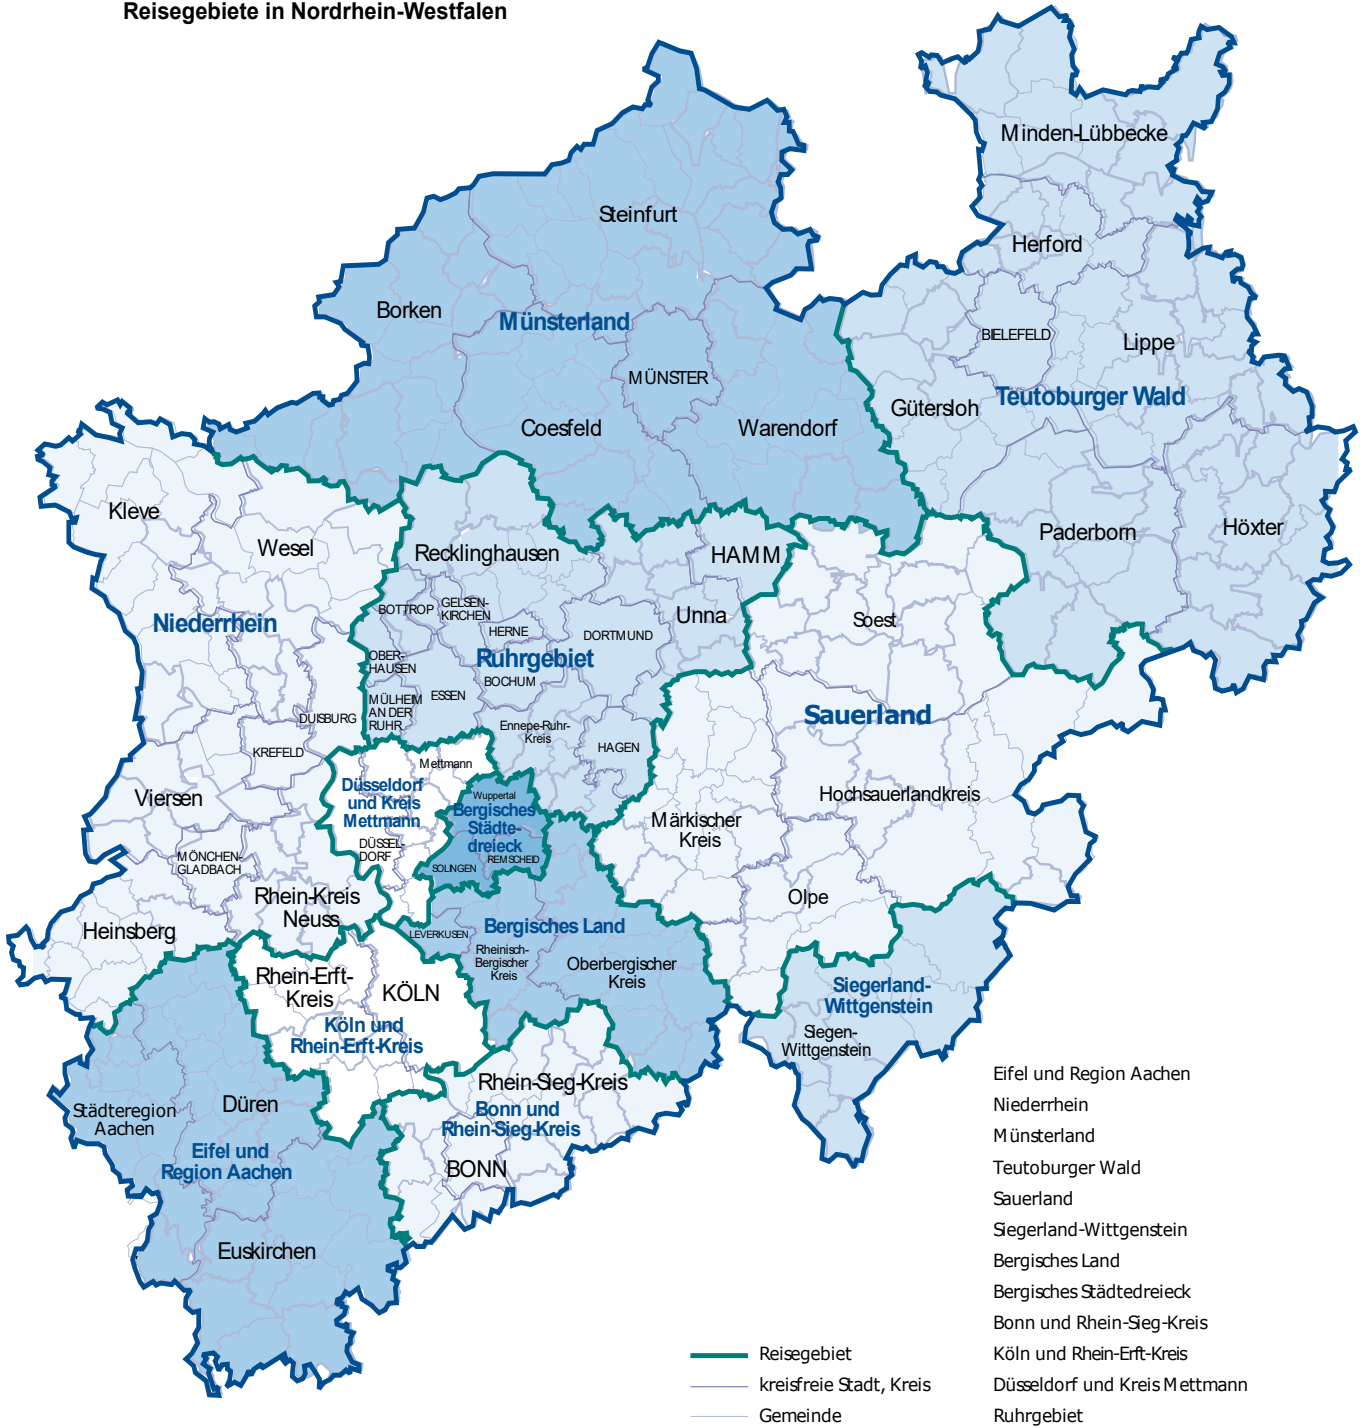 Reisegebiete in Nordrhein-Westfalen
Minden-Lübbecke
Steinfurt
Herford
Borken
Münsterland
BIELEFELD
Lippe
MÜNSTER
Teutoburger Wald
Gütersloh
Coesfeld
Warendorf
Kleve
Wesel
Recklinghausen
HAMM
Paderborn
Höxter
Niederrhein
BOTTROP
GELSEN-
KIRCHEN
HERNE
DORTMUND
Unna
Soest
OBER-
HAUSEN
Ruhrgebiet
BOCHUM
ESSEN
MÜLHEIM
AN DER
RUHR
DUISBURG
Sauerland
Ennepe-Ruhr-
Kreis
HAGEN
KREFELD
Mettmann
Düsseldorf
und Kreis
Mettmann
Viersen
Wuppertal
Bergisches
Städte-
dreieck
Hochsauerlandkreis
Märkischer
Kreis
DÜSSEL-
DORF
REMSCHEID
SOLINGEN
MÖNCHEN-
GLADBACH
Rhein-Kreis
Neuss
Olpe
Heinsberg
LEVERKUSEN
Bergisches Land
Rheinisch-
Bergischer
Kreis
Oberbergischer
Kreis
Rhein-Erft-
Kreis
KÖLN
Siegerland-
Wittgenstein
Köln und
Rhein-Erft-Kreis
Siegen-
Wittgenstein
Rhein-Sieg-Kreis
Bonn und
Rhein-Sieg-Kreis
Städteregion
Aachen
Düren
Eifel und
Region Aachen
BONN
Euskirchen
Reisegebiet
kreisfreie Stadt, Kreis
Gemeinde
Eifel und Region Aachen
Niederrhein
Münsterland
Teutoburger Wald
Sauerland
Siegerland-Wittgenstein
Bergisches Land
Bergisches Städtedreieck
Bonn und Rhein-Sieg-Kreis
Köln und Rhein-Erft-Kreis
Düsseldorf und Kreis Mettmann
Ruhrgebiet